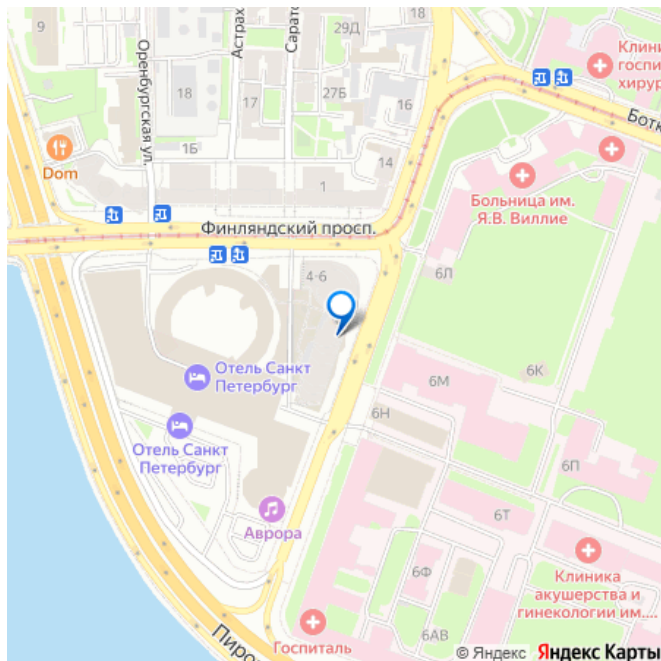 9
Оренбургская ул.
Астрах
Сарато
29Д
18
Клини
госпи
хирур
18
17
27Б
16
Ботк
1Б
Dom
14
1
Больница им.
Я.В. Виллие
Финляндский просп.
4-6
6Л
Отель Санкт
Петербург
6М
6К
6Н
Отель Санкт
Петербург
6П
Аврора
6Т
6Ф
Клиника
акушерства и
гинекологии им....
6АВ
Госпиталь
Пиро
© Яндекс Яндекс Карты